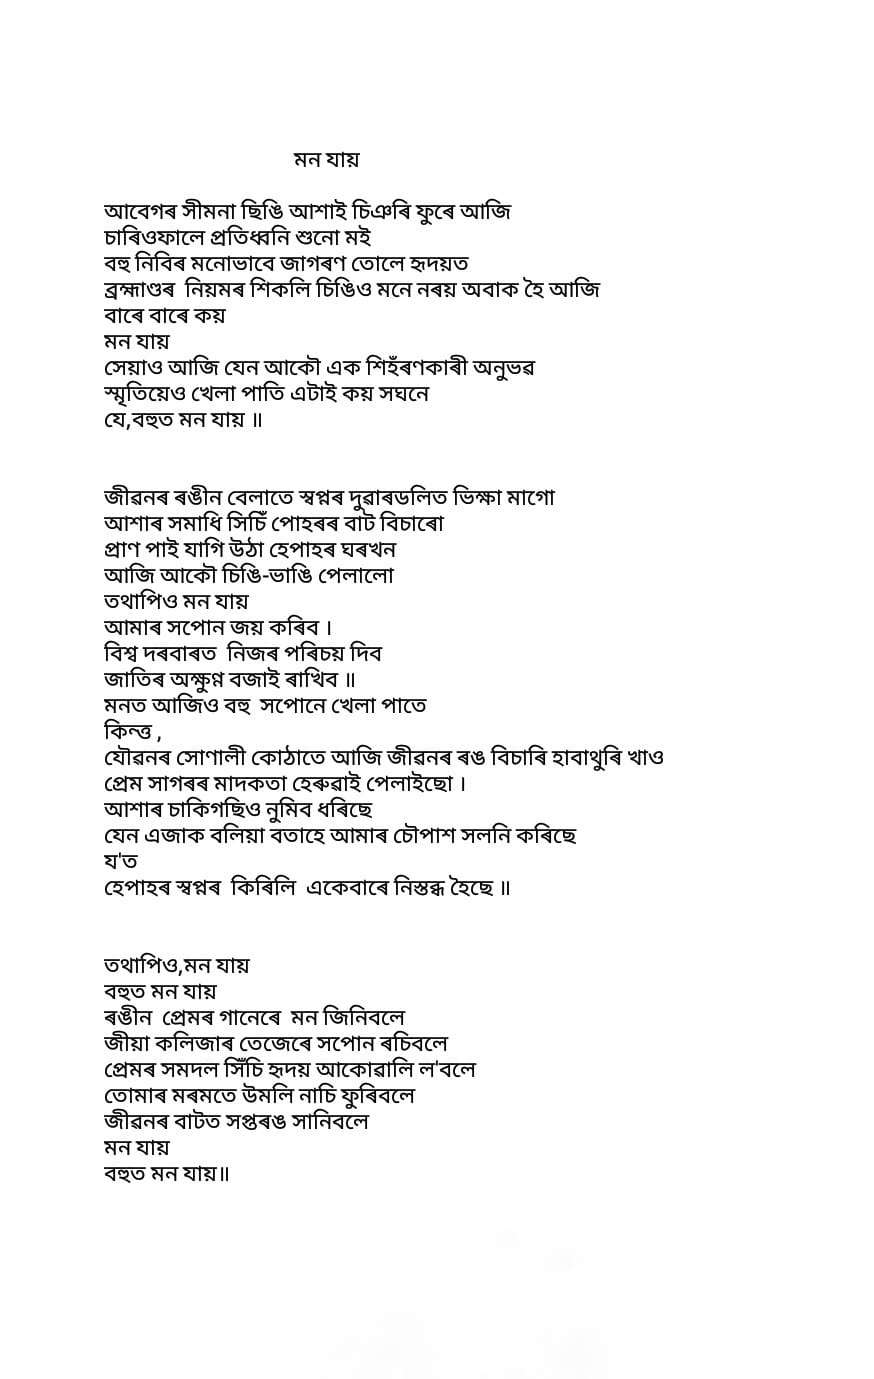 মন যায়
আবেগৰ সীমনা ছিঙি আশাই চিঞৰি ফুৰে আজি
চাৰিওফালে প্ৰতিধ্বনি শুনো মই
বহু নিবিৰ মনোভাবে জাগৰণ তোলে হৃদয়ত
ব্ৰহ্মাণ্ডৰ নিয়মৰ শিকলি চিঙিও মনে নৰয় অবাক হৈ আজি
বাৰে বাৰে কয়
মন যায়
সেয়াও আজি যেন আকৌ এক শিহঁৰণকাৰী অনুভৱ
স্মৃতিয়েও খেলা পাতি এটাই কয় সঘনে
যে,বহুত মন যায় ॥
জীৱনৰ ৰঙীন বেলাতে স্বপ্নৰ দুৱাৰডলিত ভিক্ষা মাগো
আশাৰ সমাধি সিচিঁ পোহৰৰ বাট বিচাৰো
প্ৰাণ পাই যাগি উঠা হেপাহৰ ঘৰখন
আজি আকৌ চিঙি-ভাঙি পেলালো
তথাপিও মন যায়
আমাৰ সপোন জয় কৰিব ।
বিশ্ব দৰবাৰত নিজৰ পৰিচয় দিব
জাতিৰ অক্ষুণ্ণ বজাই ৰাখিব ॥
মনত আজিও বহু সপোনে খেলা পাতে
কিন্ত্ত ,
যৌৱনৰ সোণালী কোঠাতে আজি জীৱনৰ ৰঙ বিচাৰি হাবাথুৰি খাও
প্ৰেম সাগৰৰ মাদকতা হেৰুৱাই পেলাইছো ।
আশাৰ চাকিগছিও নুমিব ধৰিছে
যেন এজাক বলিয়া বতাহে আমাৰ চৌপাশ সলনি কৰিছে
য'ত
হেপাহৰ স্বপ্নৰ কিৰিলি একেবাৰে নিস্তব্ধ হৈছে ॥
তথাপিও,মন যায়
বহুত মন যায়
ৰঙীন প্ৰেমৰ গানেৰে মন জিনিবলে
জীয়া কলিজাৰ তেজেৰে সপোন ৰচিবলে
প্ৰেমৰ সমদল সিঁচি হৃদয় আকোৱালি ল'বলে
তোমাৰ মৰমতে উমলি নাচি ফুৰিবলে
জীৱনৰ বাটত সপ্তৰঙ সানিবলে
মন যায়
বহুত মন যায়॥